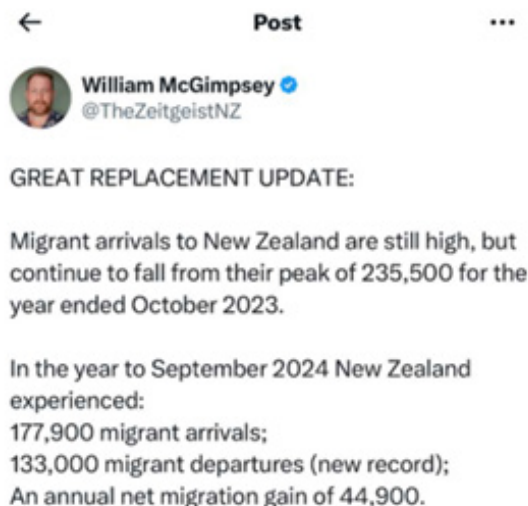 Post
William McGimpsey
@TheZeitgeistNZ
GREAT REPLACEMENT UPDATE:
Migrant arrivals to New Zealand are still high, but
continue to fall from their peak of 235,500 for the
year ended October 2023.
In the year to September 2024 New Zealand
experienced:
177,900 migrant arrivals;
133,000 migrant departures (new record);
An annual net migration gain of 44,900.